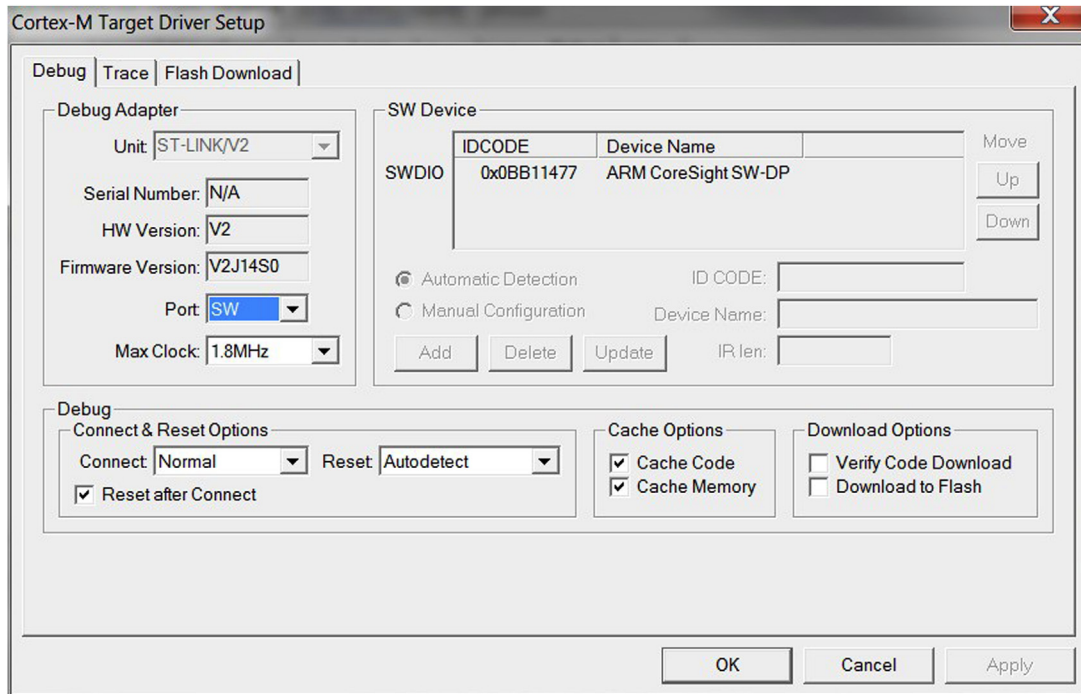 Cortex-M Target Driver Setup
Debug Trace Flash Download
Debug Adapter
Unit: ST-LINK/V2
Serial Number: N/A
HW Version: V2
Firmware Version: V2J14S0
Port: SW
Max Clock: 1.8MHz
SW Device
IDCODE Device Name
SWDIO 0x0BB11477 ARM CoreSight SW-DP
Move
Up
Down
Automatic Detection
Manual Configuration
ID CODE:
Device Name:
Add Delete Update IR len:
Debug
Connect & Reset Options
Connect: Normal Reset: Autodetect
Reset after Connect
Cache Options
Cache Code
Cache Memory
Download Options
Verify Code Download
Download to Flash
OK Cancel Apply